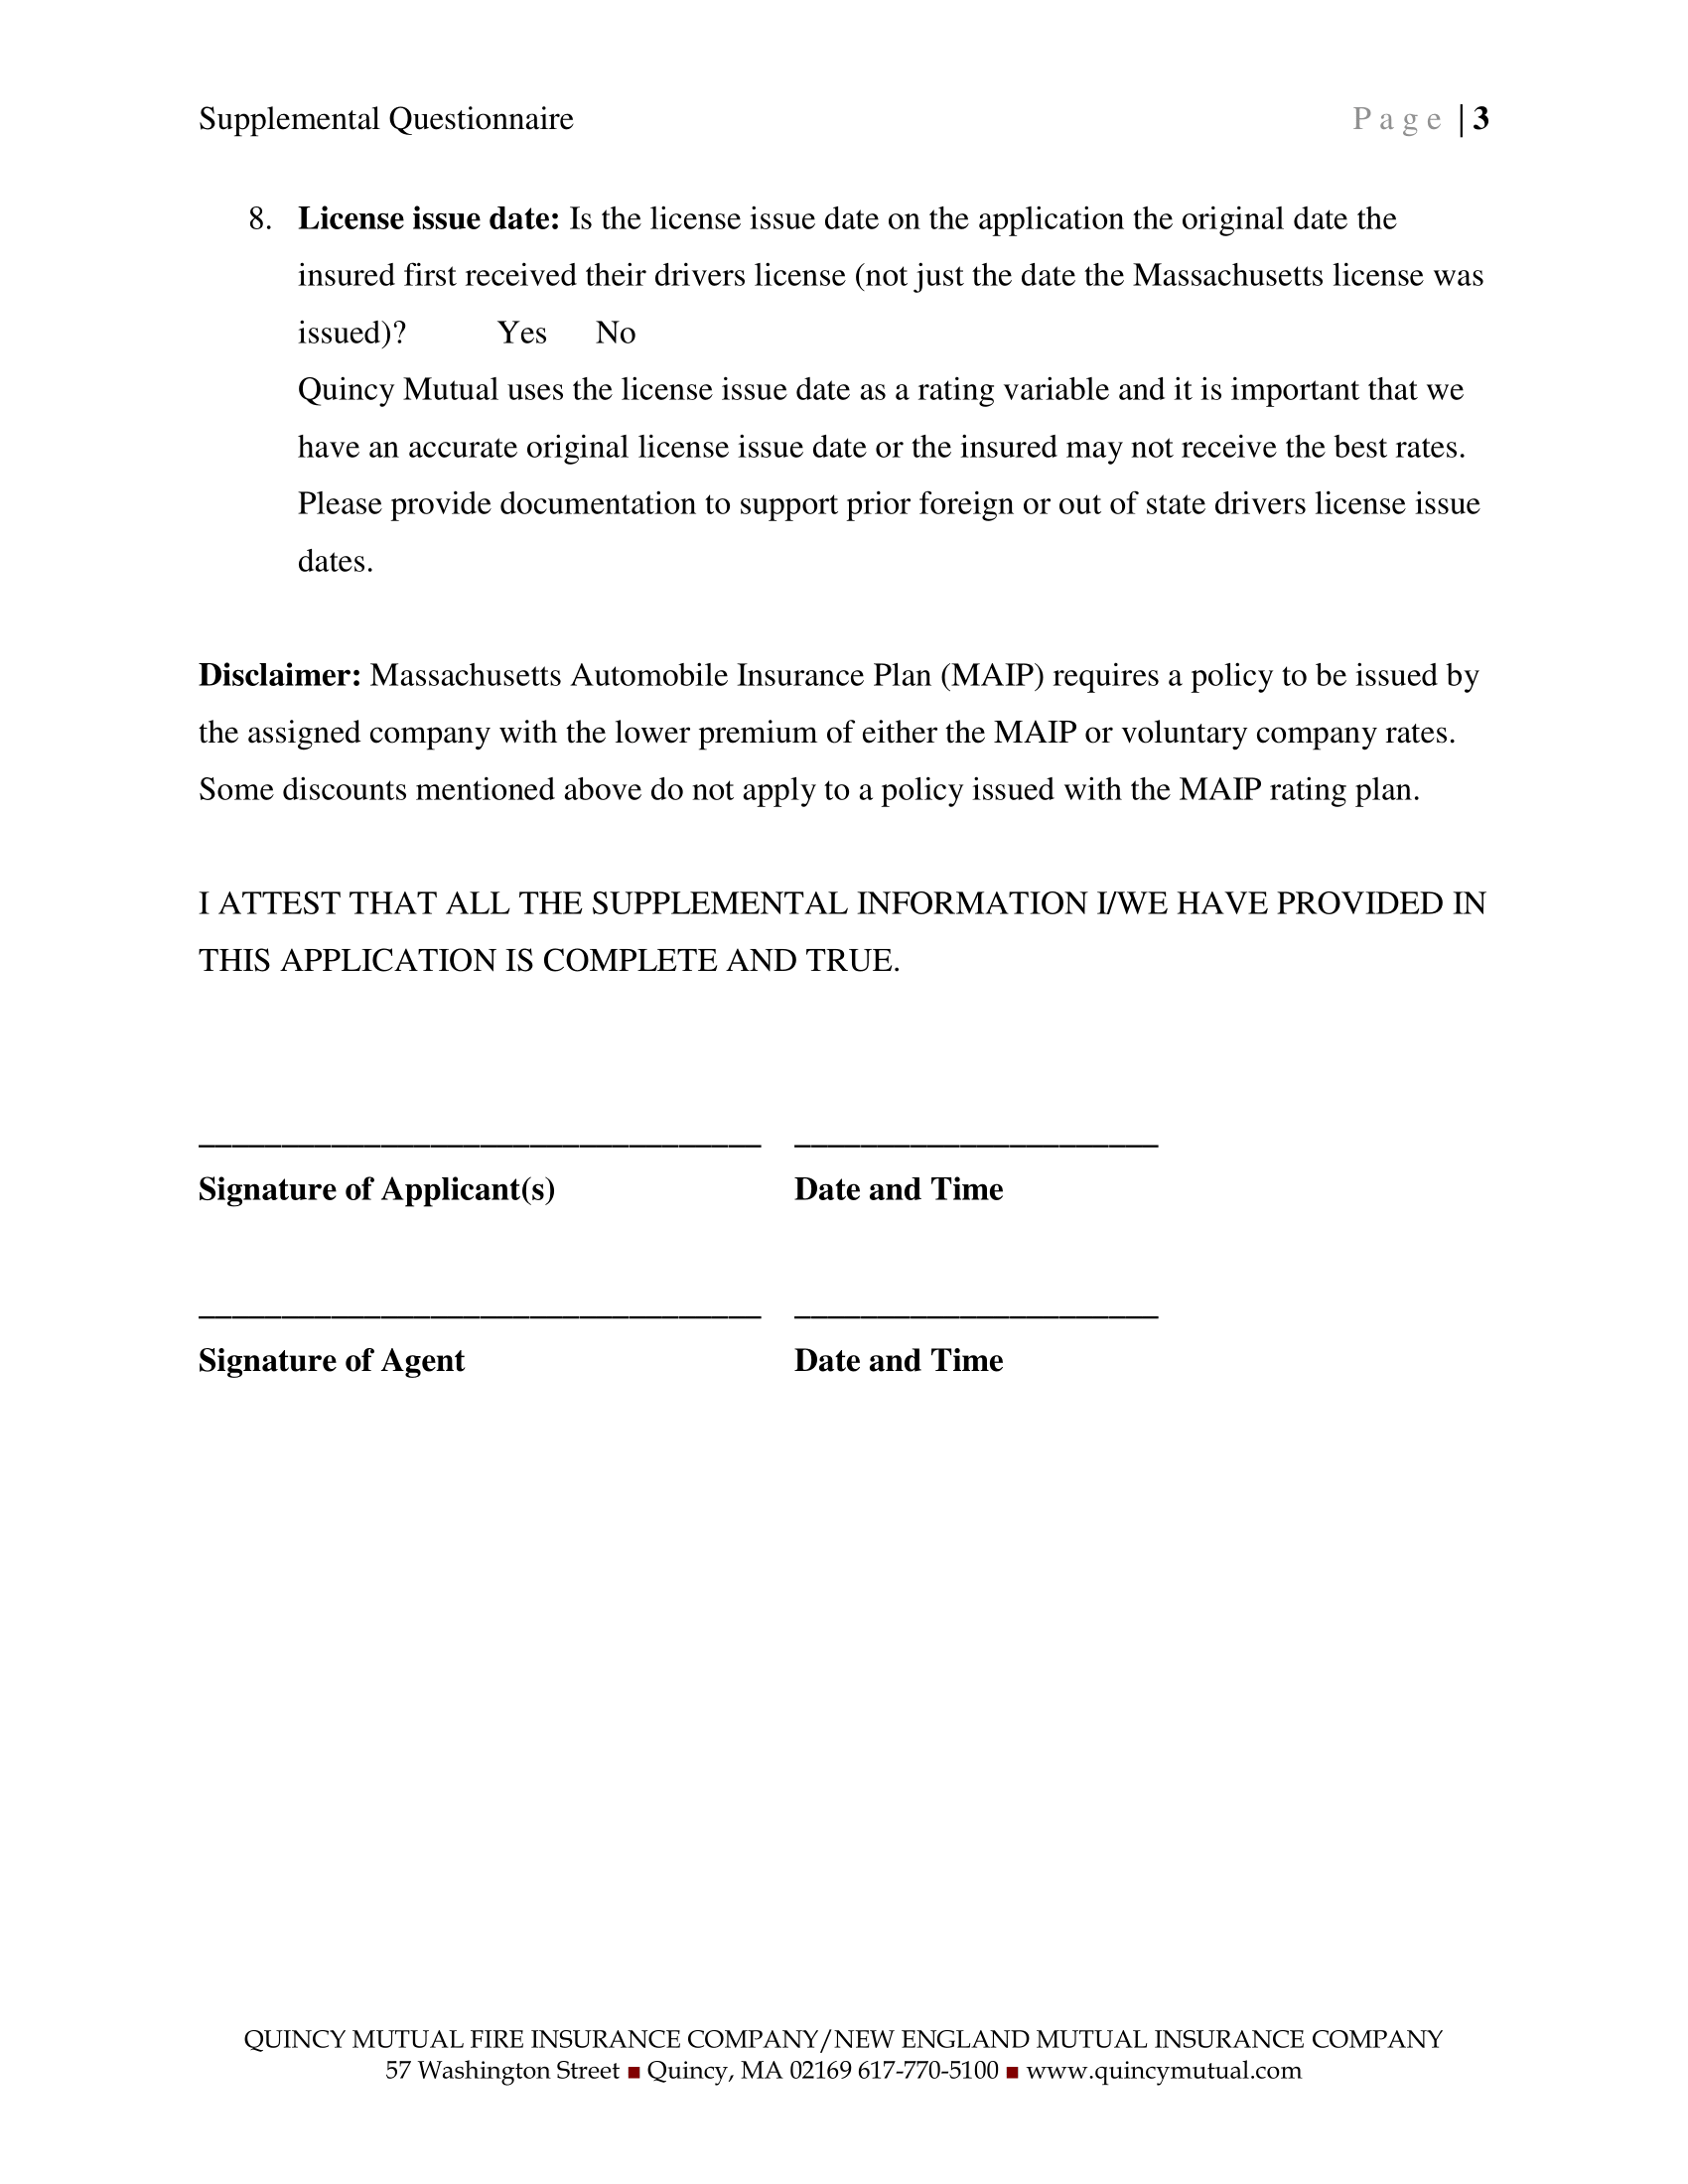 Supplemental Questionnaire Page | 3
8. License issue date: Is the license issue date on the application the original date the
insured first received their drivers license (not just the date the Massachusetts license was
issued)? Yes No
Quincy Mutual uses the license issue date as a rating variable and it is important that we
have an accurate original license issue date or the insured may not receive the best rates.
Please provide documentation to support prior foreign or out of state drivers license issue
dates.
Disclaimer: Massachusetts Automobile Insurance Plan (MAIP) requires a policy to be issued by
the assigned company with the lower premium of either the MAIP or voluntary company rates.
Some discounts mentioned above do not apply to a policy issued with the MAIP rating plan.
I ATTEST THAT ALL THE SUPPLEMENTAL INFORMATION I/WE HAVE PROVIDED IN
THIS APPLICATION IS COMPLETE AND TRUE.
__________________________________ ______________________
Signature of Applicant(s) Date and Time
__________________________________ ______________________
Signature of Agent Date and Time
QUINCY MUTUAL FIRE INSURANCE COMPANY/NEW ENGLAND MUTUAL INSURANCE COMPANY
57 Washington Street ▪ Quincy, MA 02169 617-770-5100 ▪ www.quincymutual.com